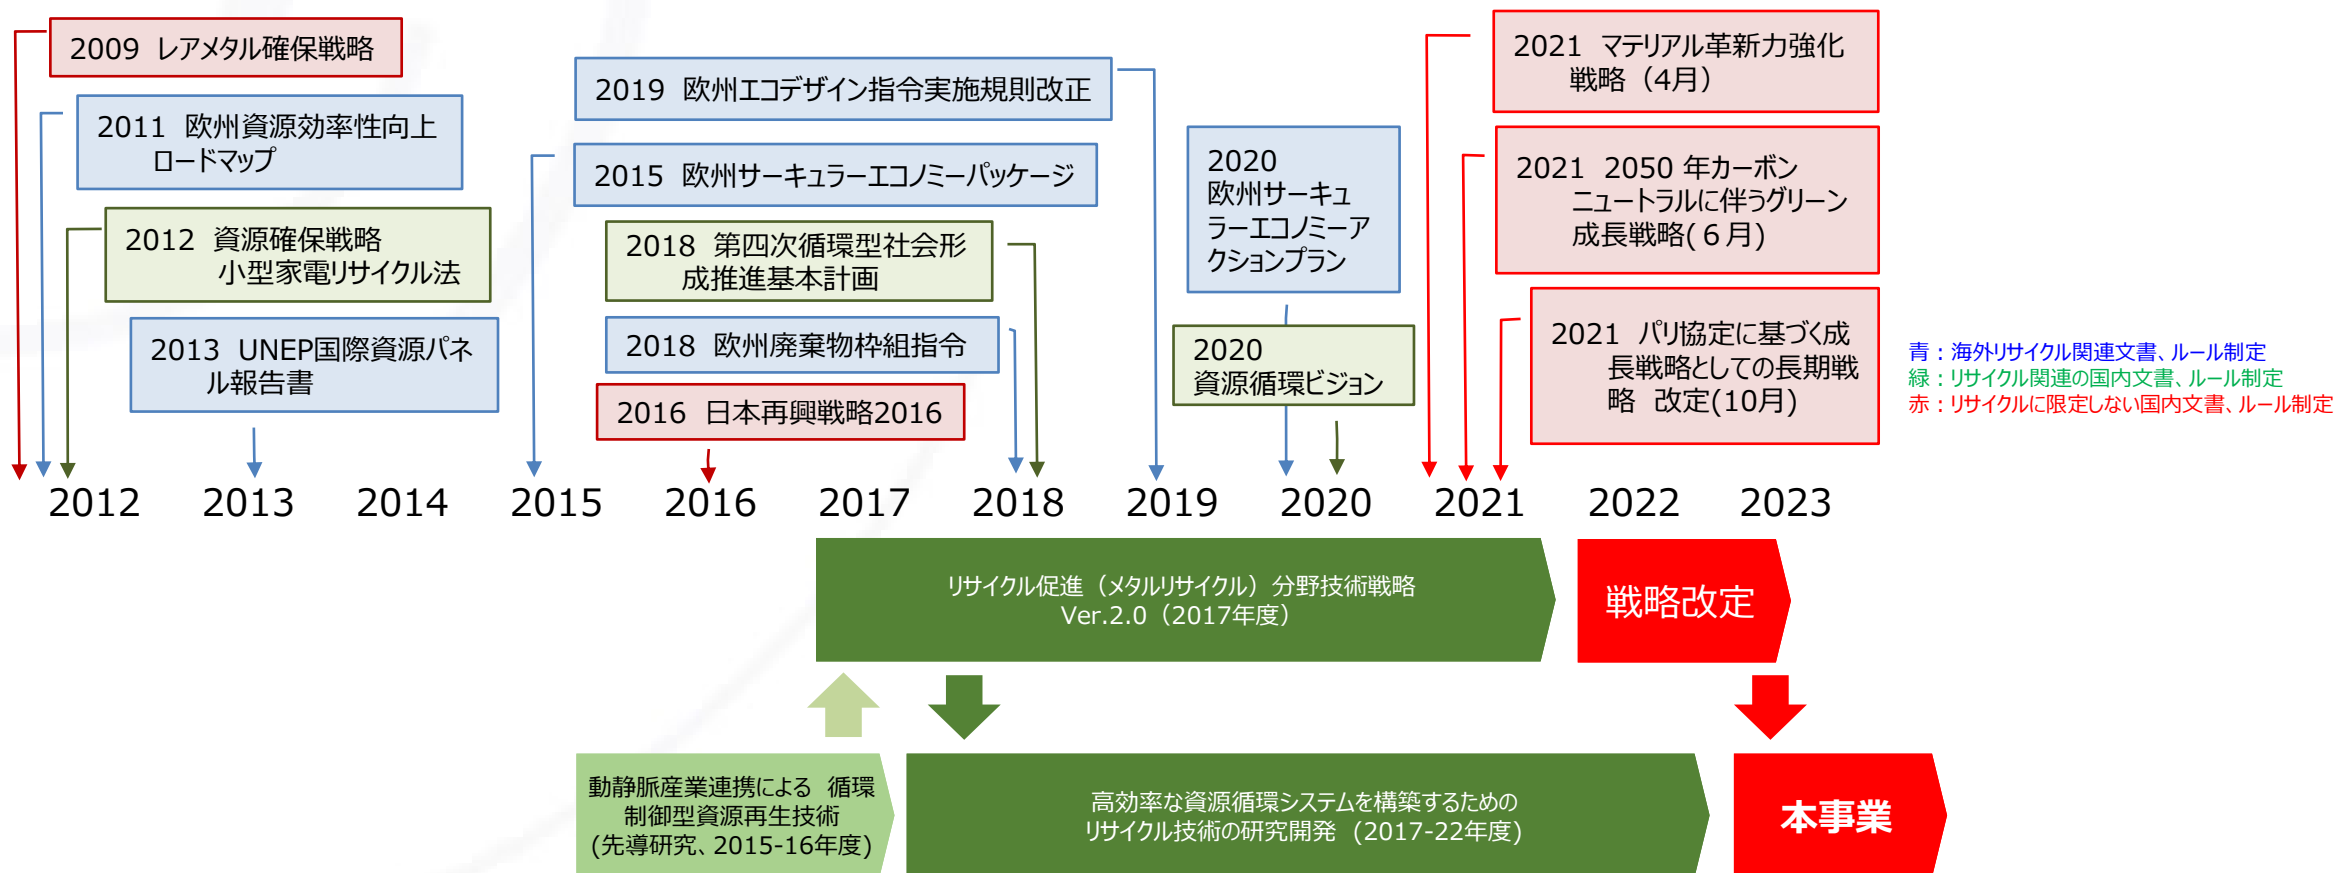 2009 レアメタル確保戦略
2011 欧州資源効率性向上
ロードマップ
2012 資源確保戦略
小型家電リサイクル法
2013 UNEP国際資源パネ
ル報告書
2019 欧州エコデザイン指令実施規則改正
2015 欧州サーキュラーエコノミーパッケージ
2018 第四次循環型社会形
成推進基本計画
2018 欧州廃棄物枠組指令
2016 日本再興戦略2016
2020
欧州サーキュ
ラーエコノミーア
クションプラン
2020
資源循環ビジョン
2021 マテリアル革新力強化
戦略（4月）
2021 2050 年カーボン
ニュートラルに伴うグリーン
成長戦略(６月)
2021 パリ協定に基づく成
長戦略としての長期戦
略 改定(10月)
青：海外リサイクル関連文書、ルール制定
緑：リサイクル関連の国内文書、ルール制定
赤：リサイクルに限定しない国内文書、ルール制定
2012 2013 2014 2015 2016 2017 2018 2019 2020 2021 2022 2023
リサイクル促進（メタルリサイクル）分野技術戦略
Ver.2.0（2017年度）
戦略改定
動静脈産業連携による 循環
制御型資源再生技術
(先導研究、2015-16年度)
高効率な資源循環システムを構築するための
リサイクル技術の研究開発 (2017-22年度)
本事業